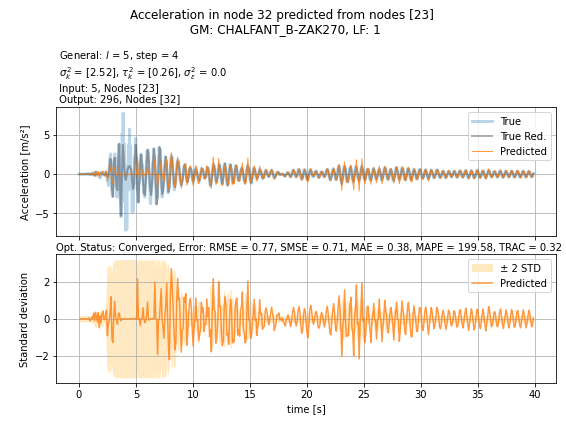 Acceleration in node 32 predicted from nodes [23]
GM: CHALFANT_B-ZAK270, LF: 1
General: l = 5, step = 4
σ²ₖ = [2.52], τ²ₖ = [0.26], σ²ε = 0.0
Input: 5, Nodes [23]
Output: 296, Nodes [32]
5
0
−5
Acceleration [m/s²]
True
True Red.
Predicted
Opt. Status: Converged, Error: RMSE = 0.77, SMSE = 0.71, MAE = 0.38, MAPE = 199.58, TRAC = 0.32
2
0
−2
Standard deviation
± 2 STD
Predicted
0 5 10 15 20 25 30 35 40
time [s]